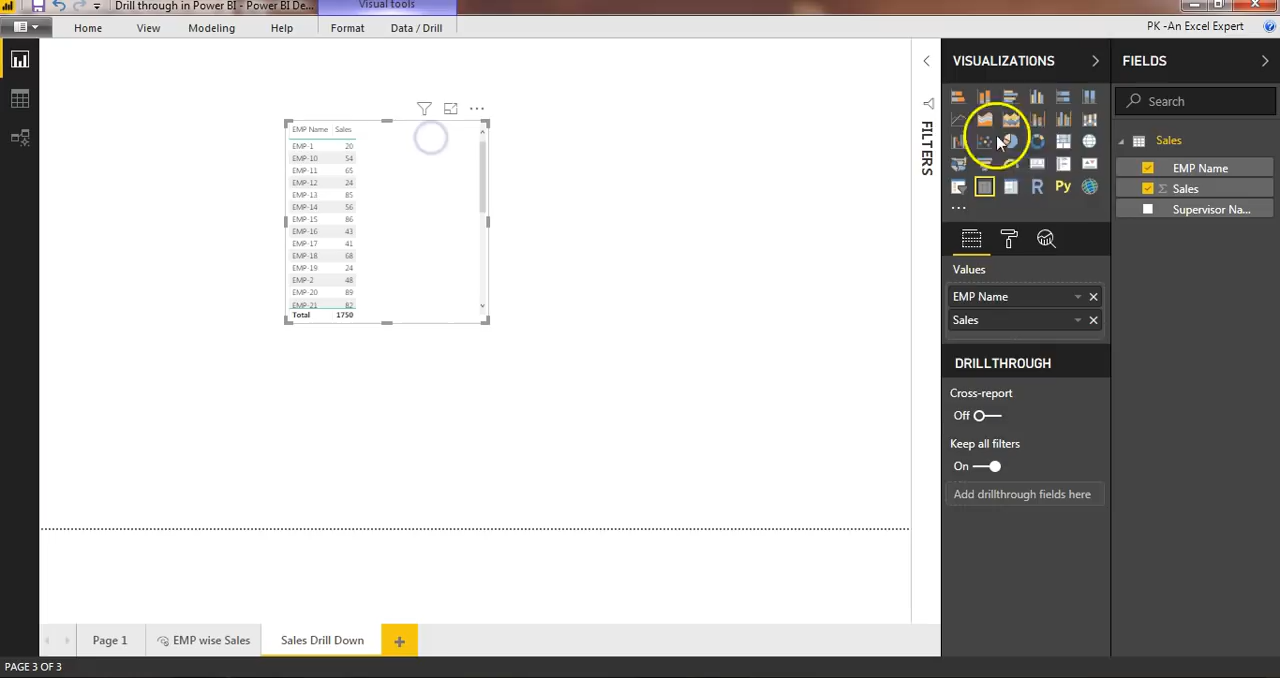 Drill through in Power BI - Power BI De...
Visual tools
Home View Modeling Help Format Data / Drill
PK -An Excel Expert
VISUALIZATIONS
FIELDS
Search
FILTERS
Sales
EMP Name
Sales
Supervisor Na...
EMP Name Sales
EMP-1 20
EMP-10 54
EMP-11 65
EMP-12 24
EMP-13 85
EMP-14 56
EMP-15 86
EMP-16 43
EMP-17 41
EMP-18 68
EMP-19 24
EMP-2 48
EMP-20 89
EMP-21 82
Total 1750
R Py
Values
EMP Name
Sales
DRILLTHROUGH
Cross-report
Off
Keep all filters
On
Add drillthrough fields here
Page 1 EMP wise Sales Sales Drill Down
PAGE 3 OF 3